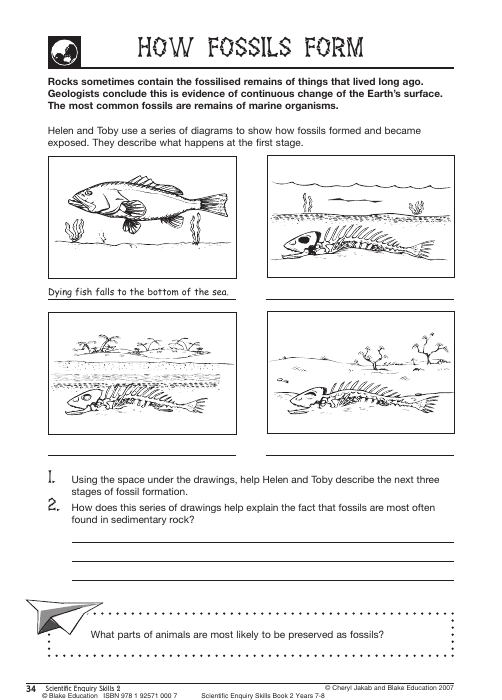 HOW FOSSILS FORM
Rocks sometimes contain the fossilised remains of things that lived long ago.
Geologists conclude this is evidence of continuous change of the Earth's surface.
The most common fossils are remains of marine organisms.
Helen and Toby use a series of diagrams to show how fossils formed and became
exposed. They describe what happens at the first stage.
Dying fish falls to the bottom of the sea.
1. Using the space under the drawings, help Helen and Toby describe the next three
stages of fossil formation.
2. How does this series of drawings help explain the fact that fossils are most often
found in sedimentary rock?
What parts of animals are most likely to be preserved as fossils?
34 Scientific Enquiry Skills 2 © Cheryl Jakab and Blake Education 2007
© Blake Education ISBN 978 1 92571 000 7 Scientific Enquiry Skills Book 2 Years 7-8